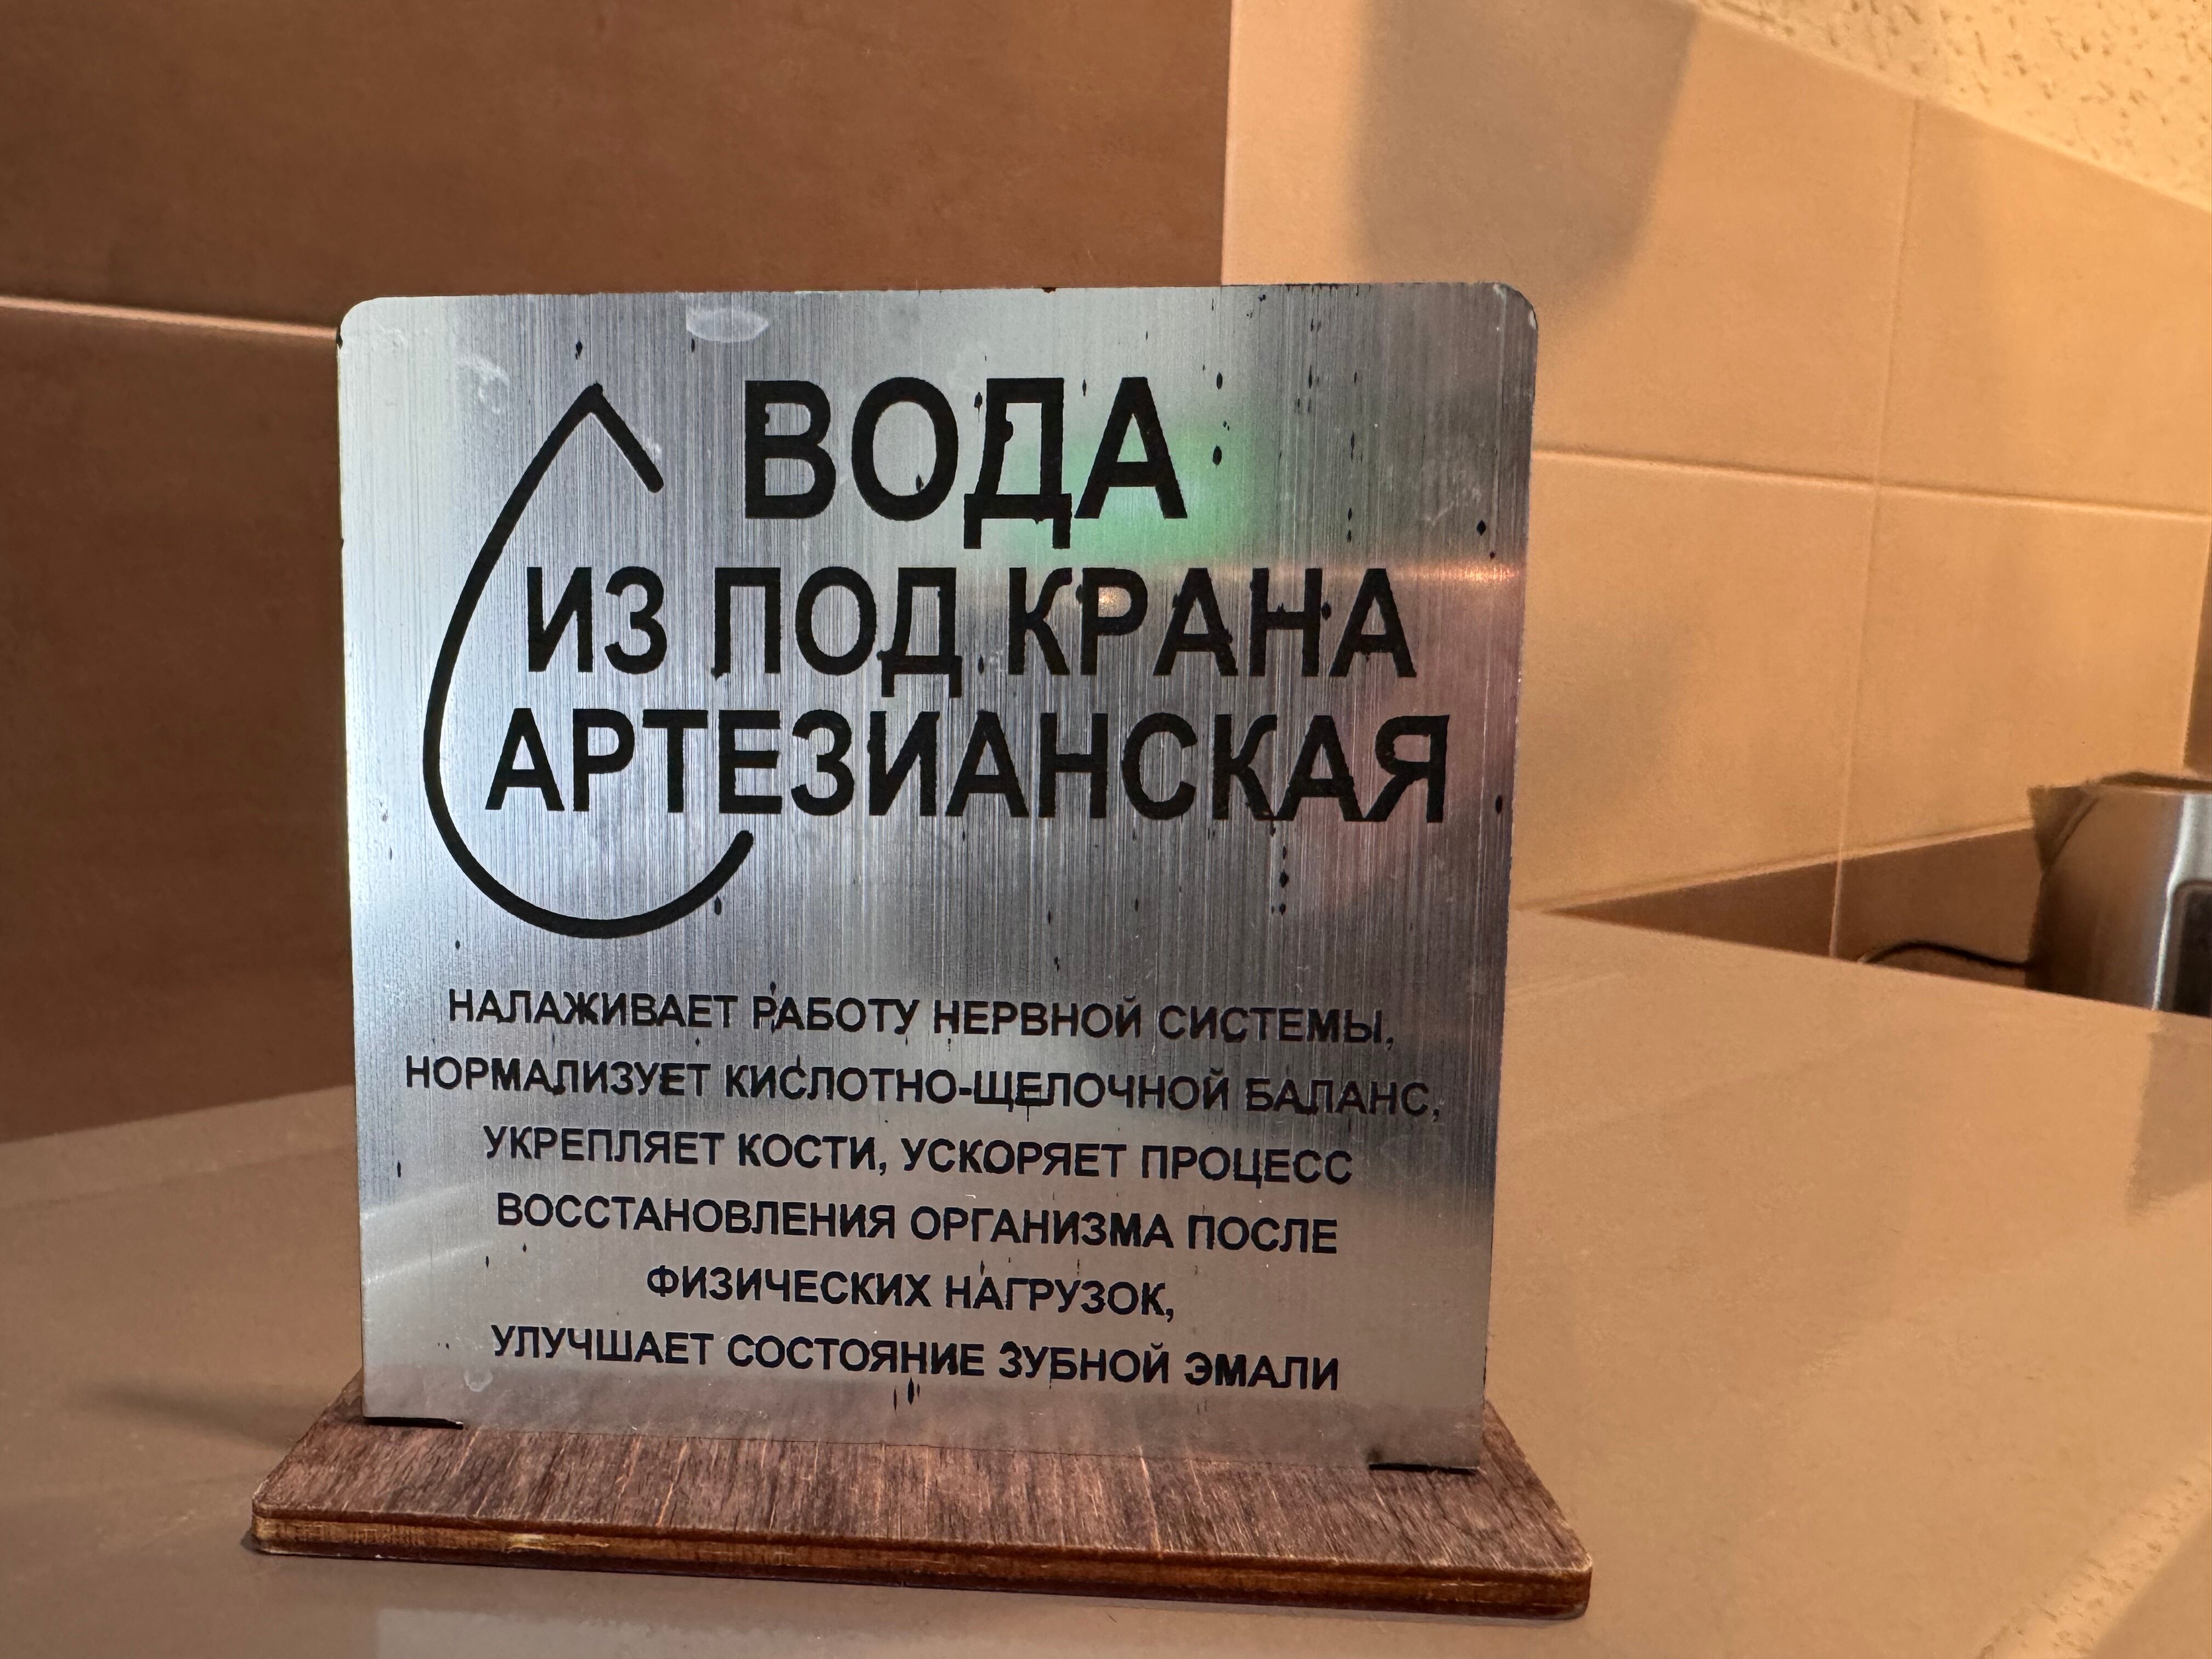 ВОДА
ИЗ ПОД КРАНА
АРТЕЗИАНСКАЯ
НАЛАЖИВАЕТ РАБОТУ НЕРВНОЙ СИСТЕМЫ,
НОРМАЛИЗУЕТ КИСЛОТНО-ЩЕЛОЧНОЙ БАЛАНС,
УКРЕПЛЯЕТ КОСТИ, УСКОРЯЕТ ПРОЦЕСС
ВОССТАНОВЛЕНИЯ ОРГАНИЗМА ПОСЛЕ
ФИЗИЧЕСКИХ НАГРУЗОК,
УЛУЧШАЕТ СОСТОЯНИЕ ЗУБНОЙ ЭМАЛИ